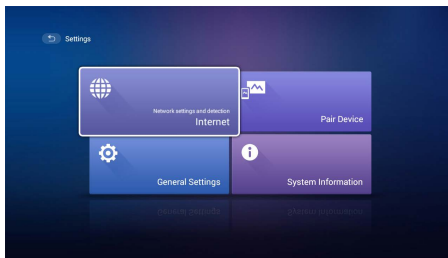 Settings
Network settings and detection
Internet
Pair Device
General Settings
System Information